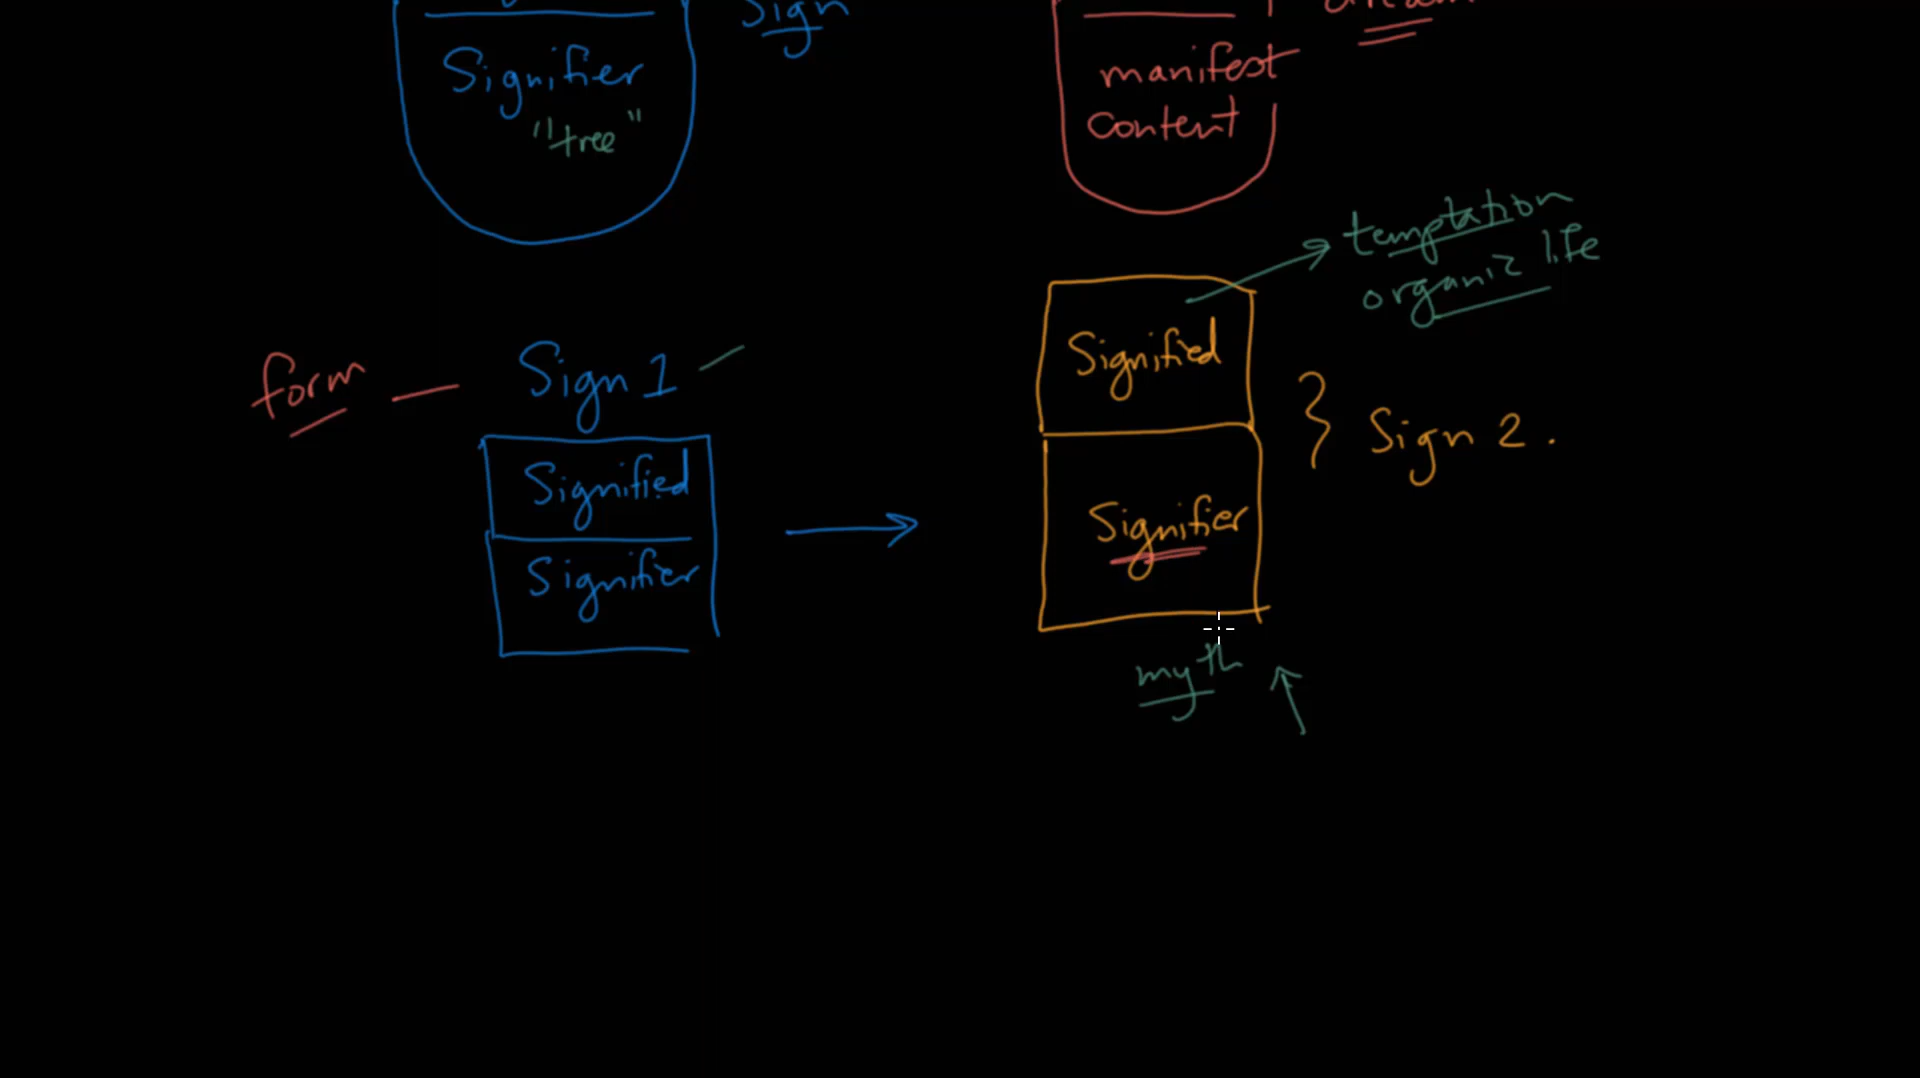 Sign
Signifier
"tree"
manifest
content
temptation
organic life
form
Sign 1
Signified
Signifier
Signified
Signifier
Sign 2.
myth